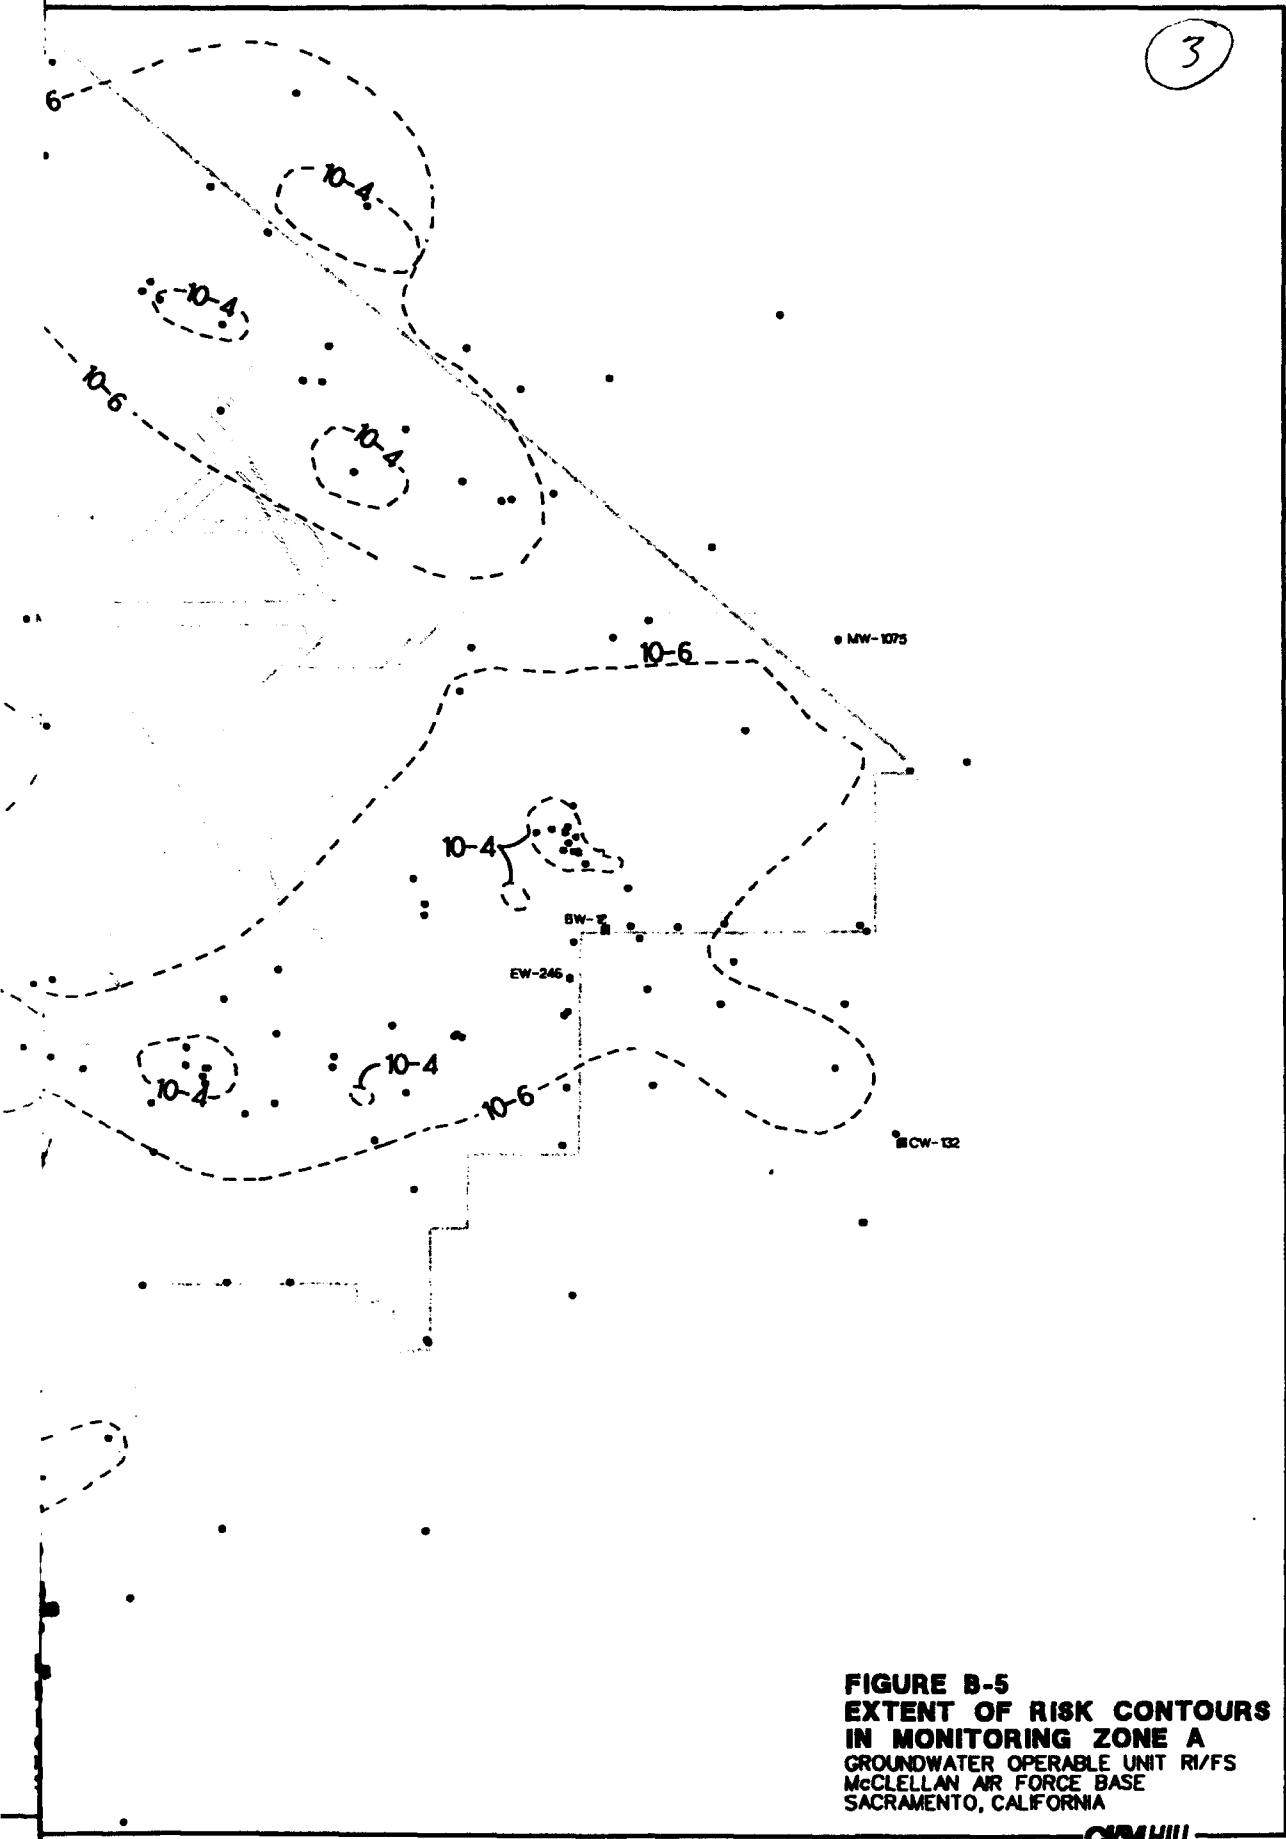 3
6
10-4
10-4
10-6
10-4
MW-1075
10-6
10-4
BW-12
EW-246
10-4
10-4
10-6
CW-132
FIGURE B-5
EXTENT OF RISK CONTOURS
IN MONITORING ZONE A
GROUNDWATER OPERABLE UNIT RI/FS
McCLELLAN AIR FORCE BASE
SACRAMENTO, CALIFORNIA
HILL